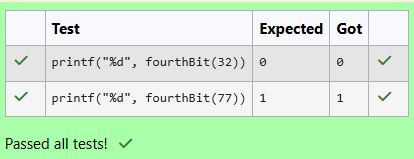 Test Expected Got
printf("%d", fourthBit(32)) 0 0
printf("%d", fourthBit(77)) 1 1
Passed all tests!